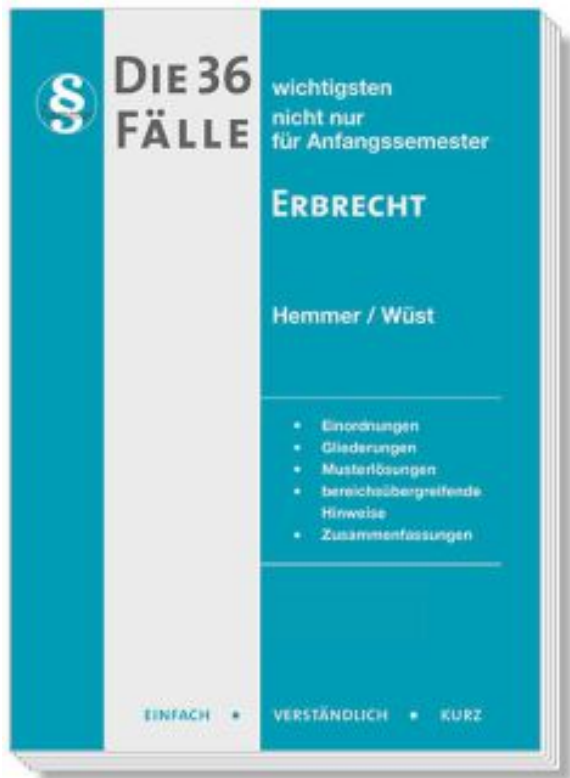 §
DIE 36
FÄLLE
wichtigsten
nicht nur
für Anfangssemester
ERBRECHT
Hemmer / Wüst
• Einordnungen
• Gliederungen
• Musterlösungen
• bereichsübergreifende
Hinweise
• Zusammenfassungen
EINFACH • VERSTÄNDLICH • KURZ